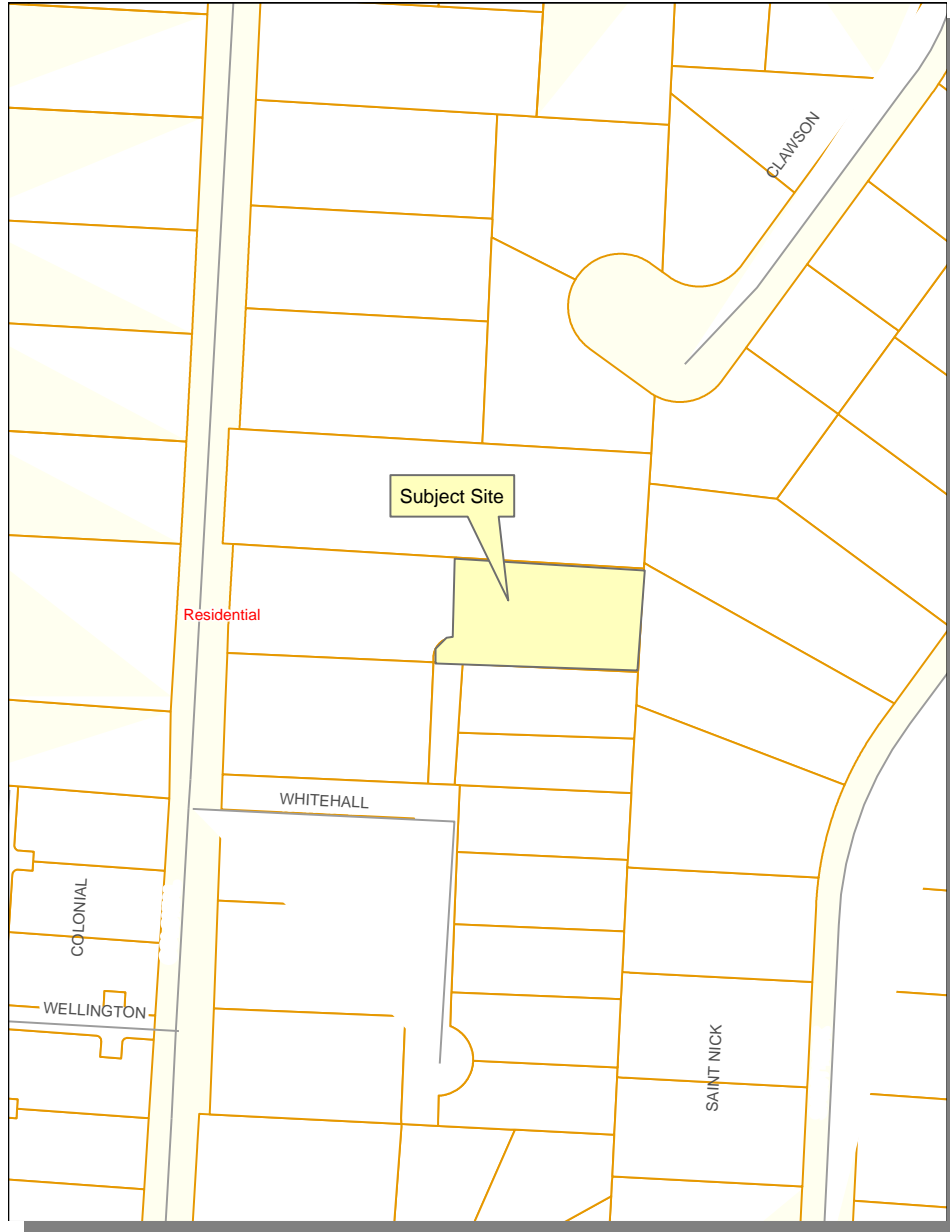 CLAWSON
Subject Site
Residential
WHITEHALL
COLONIAL
WELLINGTON
SAINT NICK